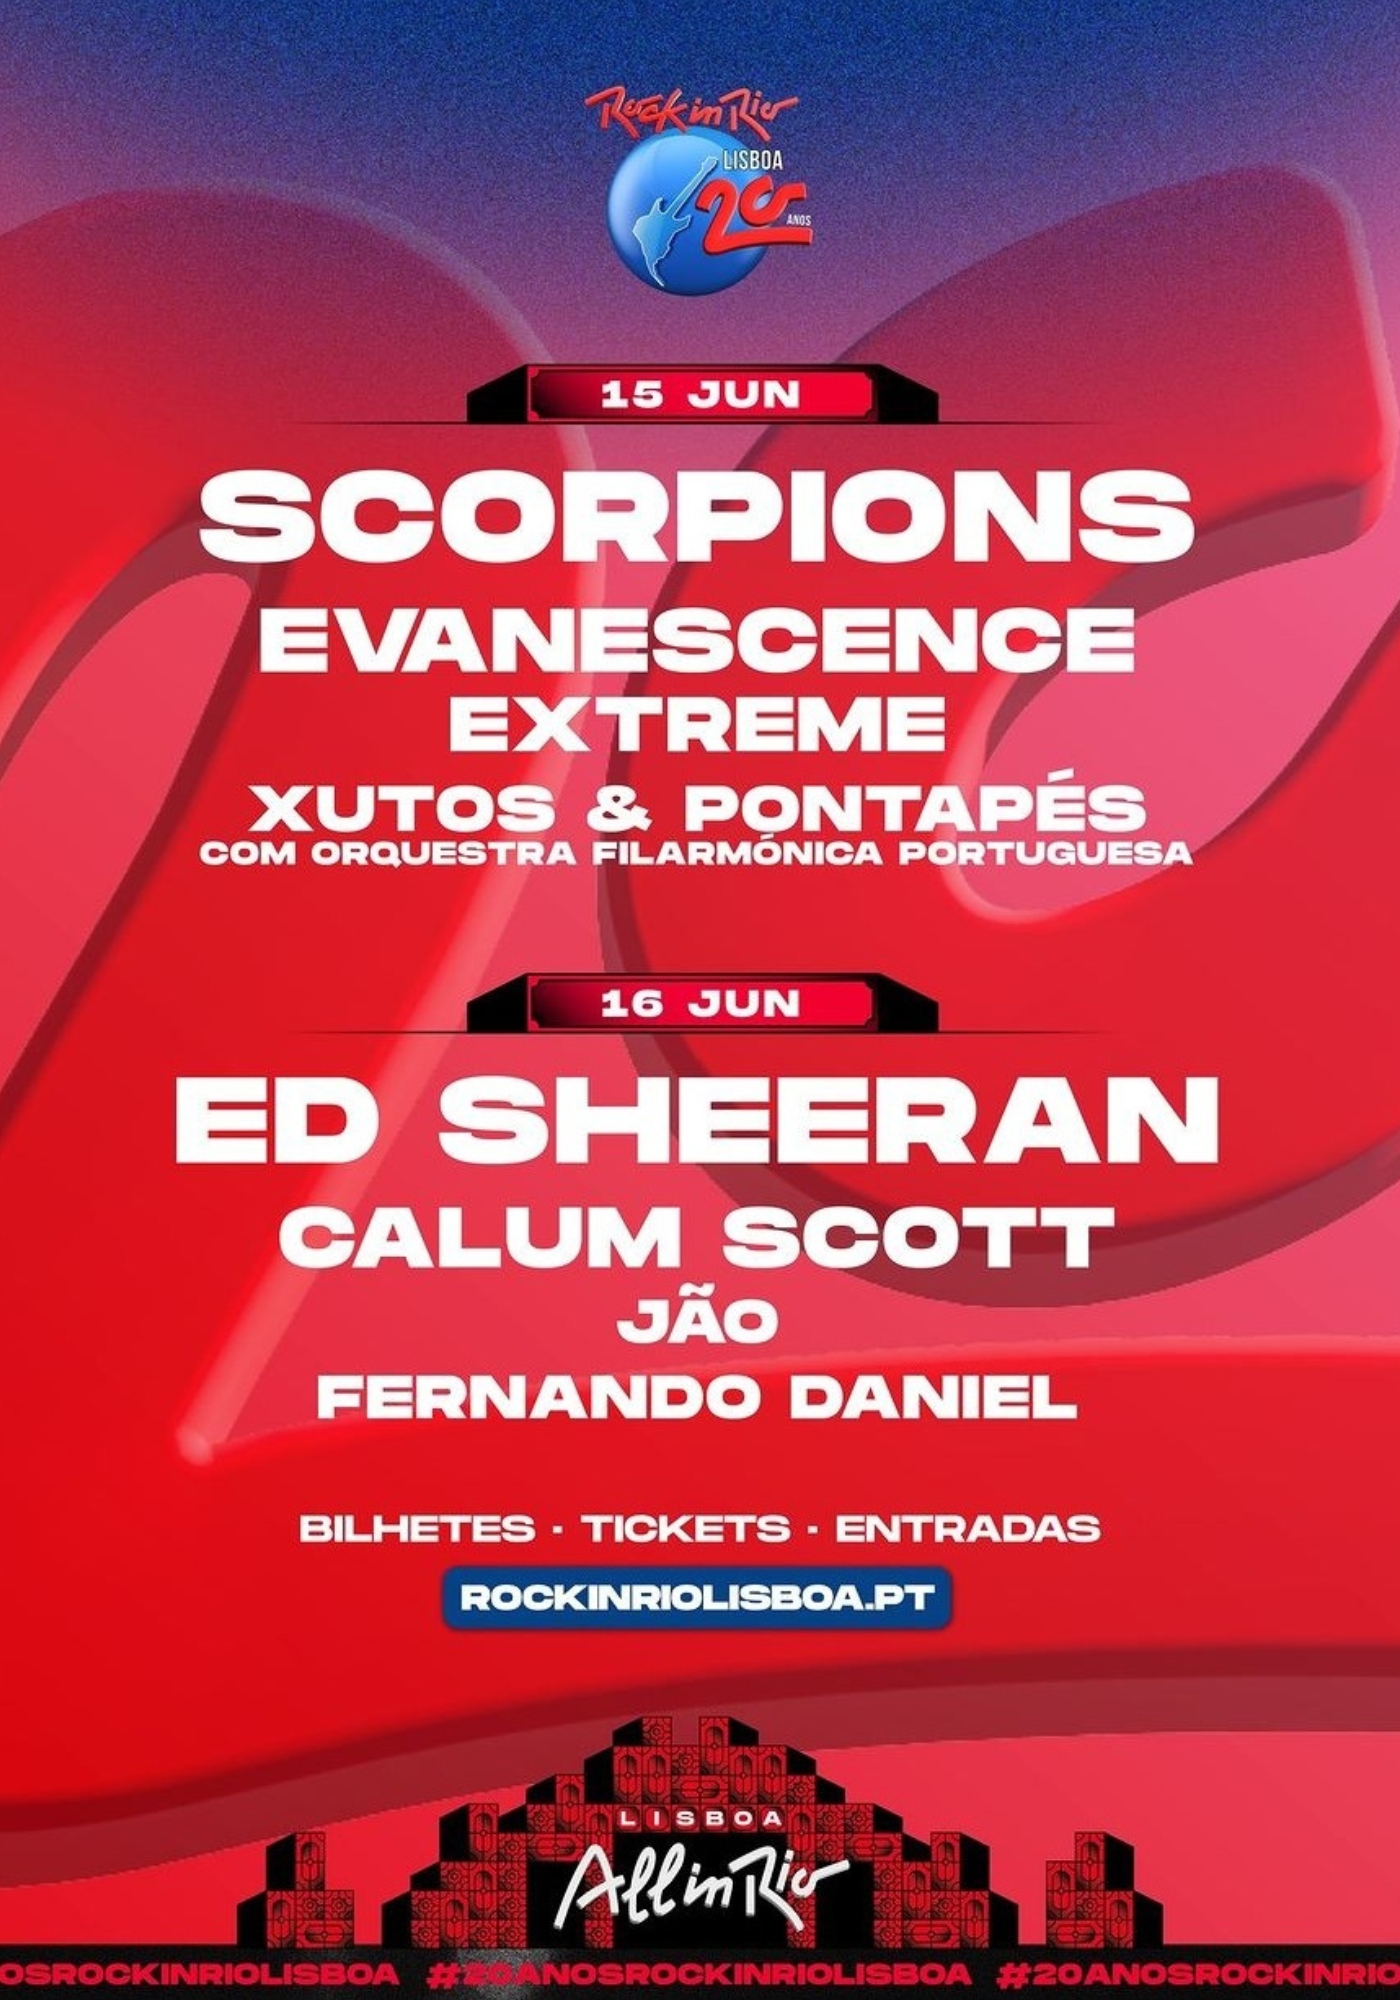 Rock in Rio
LISBOA
20
ANOS
15 JUN
SCORPIONS
EVANESCENCE
EXTREME
XUTOS & PONTAPÉS
COM ORQUESTRA FILARMÓNICA PORTUGUESA
16 JUN
ED SHEERAN
CALUM SCOTT
JÃO
FERNANDO DANIEL
BILHETES · TICKETS · ENTRADAS
ROCKINRIOLISBOA.PT
LISBOA
All in Rio
OSROCKINRIOLISBOA #20ANOSROCKINRIOLISBOA #20ANOSROCKINRIO